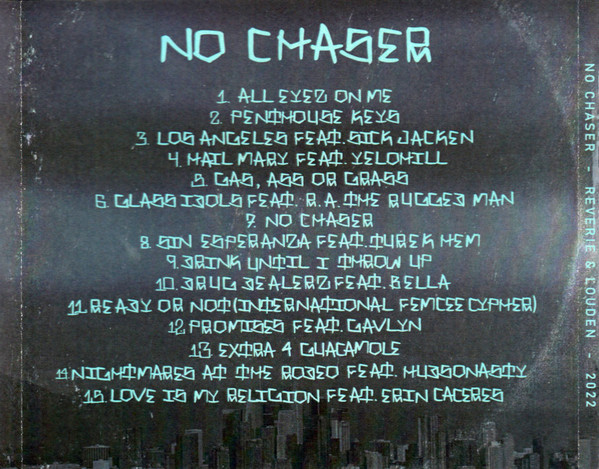 NO CHASER
1. ALL EYEZ ON ME
2. PENTHOUSE KEYS
3. LOS ANGELES FEAT. SICK JACKEN
4. HAIL MARY FEAT. YELOHILL
5. GAS, ASS OR GRASS
6. GLASS IDOLS FEAT. R.A. THE RUGGED MAN
7. NO CHASER
8. SIN ESPERANZA FEAT. TUREK HEM
9. DRINK UNTIL I THROW UP
10. DRUG DEALERZ FEAT. BELLA
11. READY OR NOT (INTERNATIONAL FEMCEE CYPHER)
12. PROMISES FEAT. GAVLYN
13. EXTRA 4 GUACAMOLE
14. NIGHTMARES AT THE RODEO FEAT. HUDSONASTY
15. LOVE IS MY RELIGION FEAT. ERIN CACERES
NO CHASER - REVERIE & LOUDEN - 2022